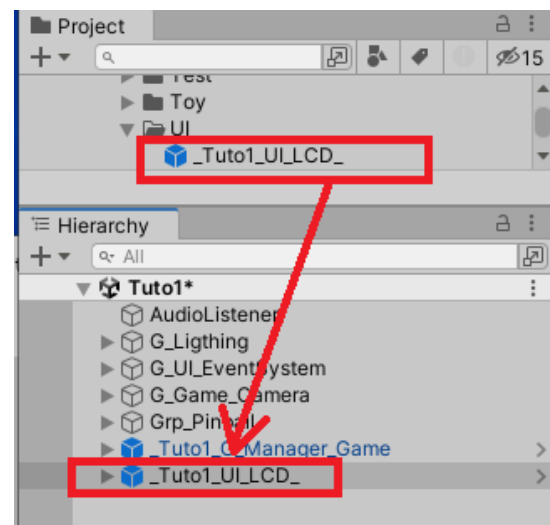 Project
15
Test
Toy
UI
_Tuto1_UI_LCD_
Hierarchy
All
Tuto1*
AudioListener
G_Ligthing
G_UI_EventSystem
G_Game_Camera
Grp_Pinball
_Tuto1_G_Manager_Game
_Tuto1_UI_LCD_